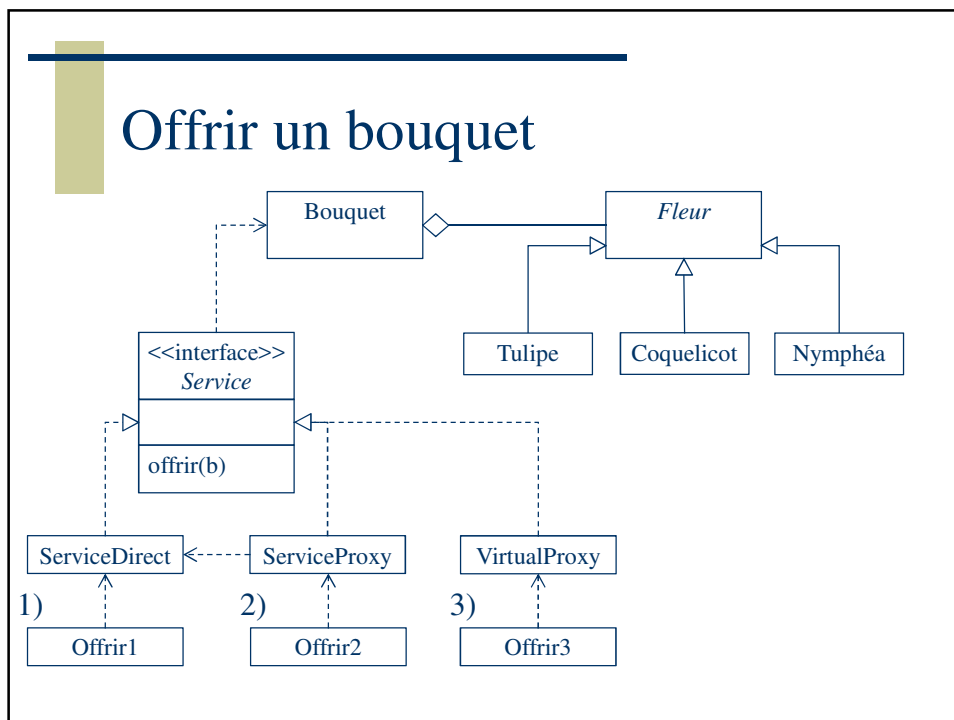 Offrir un bouquet
Bouquet
Fleur
<<interface>>
Service
offrir(b)
Tulipe
Coquelicot
Nymphéa
ServiceDirect
ServiceProxy
VirtualProxy
1)
2)
3)
Offrir1
Offrir2
Offrir3